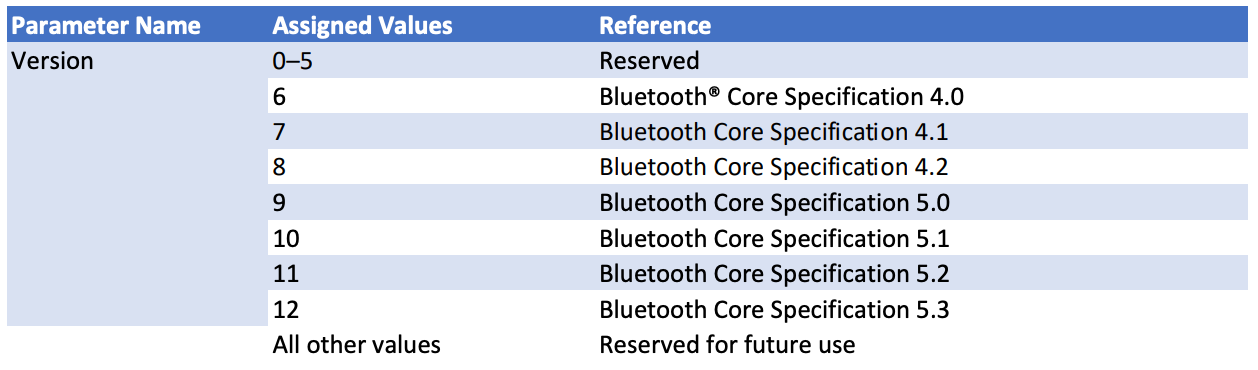 Parameter Name Assigned Values Reference
Version 0–5 Reserved
6 Bluetooth® Core Specification 4.0
7 Bluetooth Core Specification 4.1
8 Bluetooth Core Specification 4.2
9 Bluetooth Core Specification 5.0
10 Bluetooth Core Specification 5.1
11 Bluetooth Core Specification 5.2
12 Bluetooth Core Specification 5.3
All other values Reserved for future use